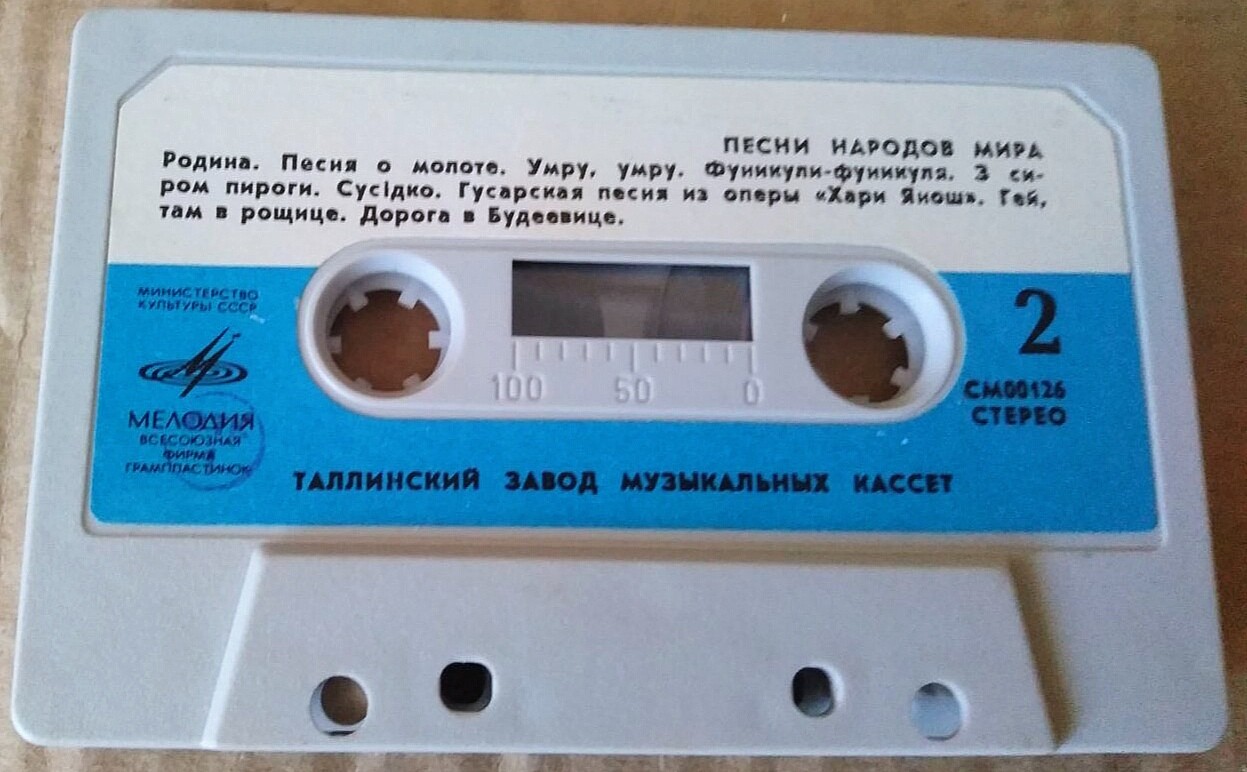 ПЕСНИ НАРОДОВ МИРА
Родина. Песня о молоте. Умру, умру. Фуникули-фуникуля. З си-
ром пироги. Сусідко. Гусарская песня из оперы «Хари Янош». Гей,
там в рощице. Дорога в Будеевице.
МИНИСТЕРСТВО
КУЛЬТУРЫ СССР
МЕЛОДИЯ
ВСЕСОЮЗНАЯ
ФИРМА
ГРАМПЛАСТИНОК
100 50 0
2
СМ00126
СТЕРЕО
ТАЛЛИНСКИЙ ЗАВОД МУЗЫКАЛЬНЫХ КАССЕТ